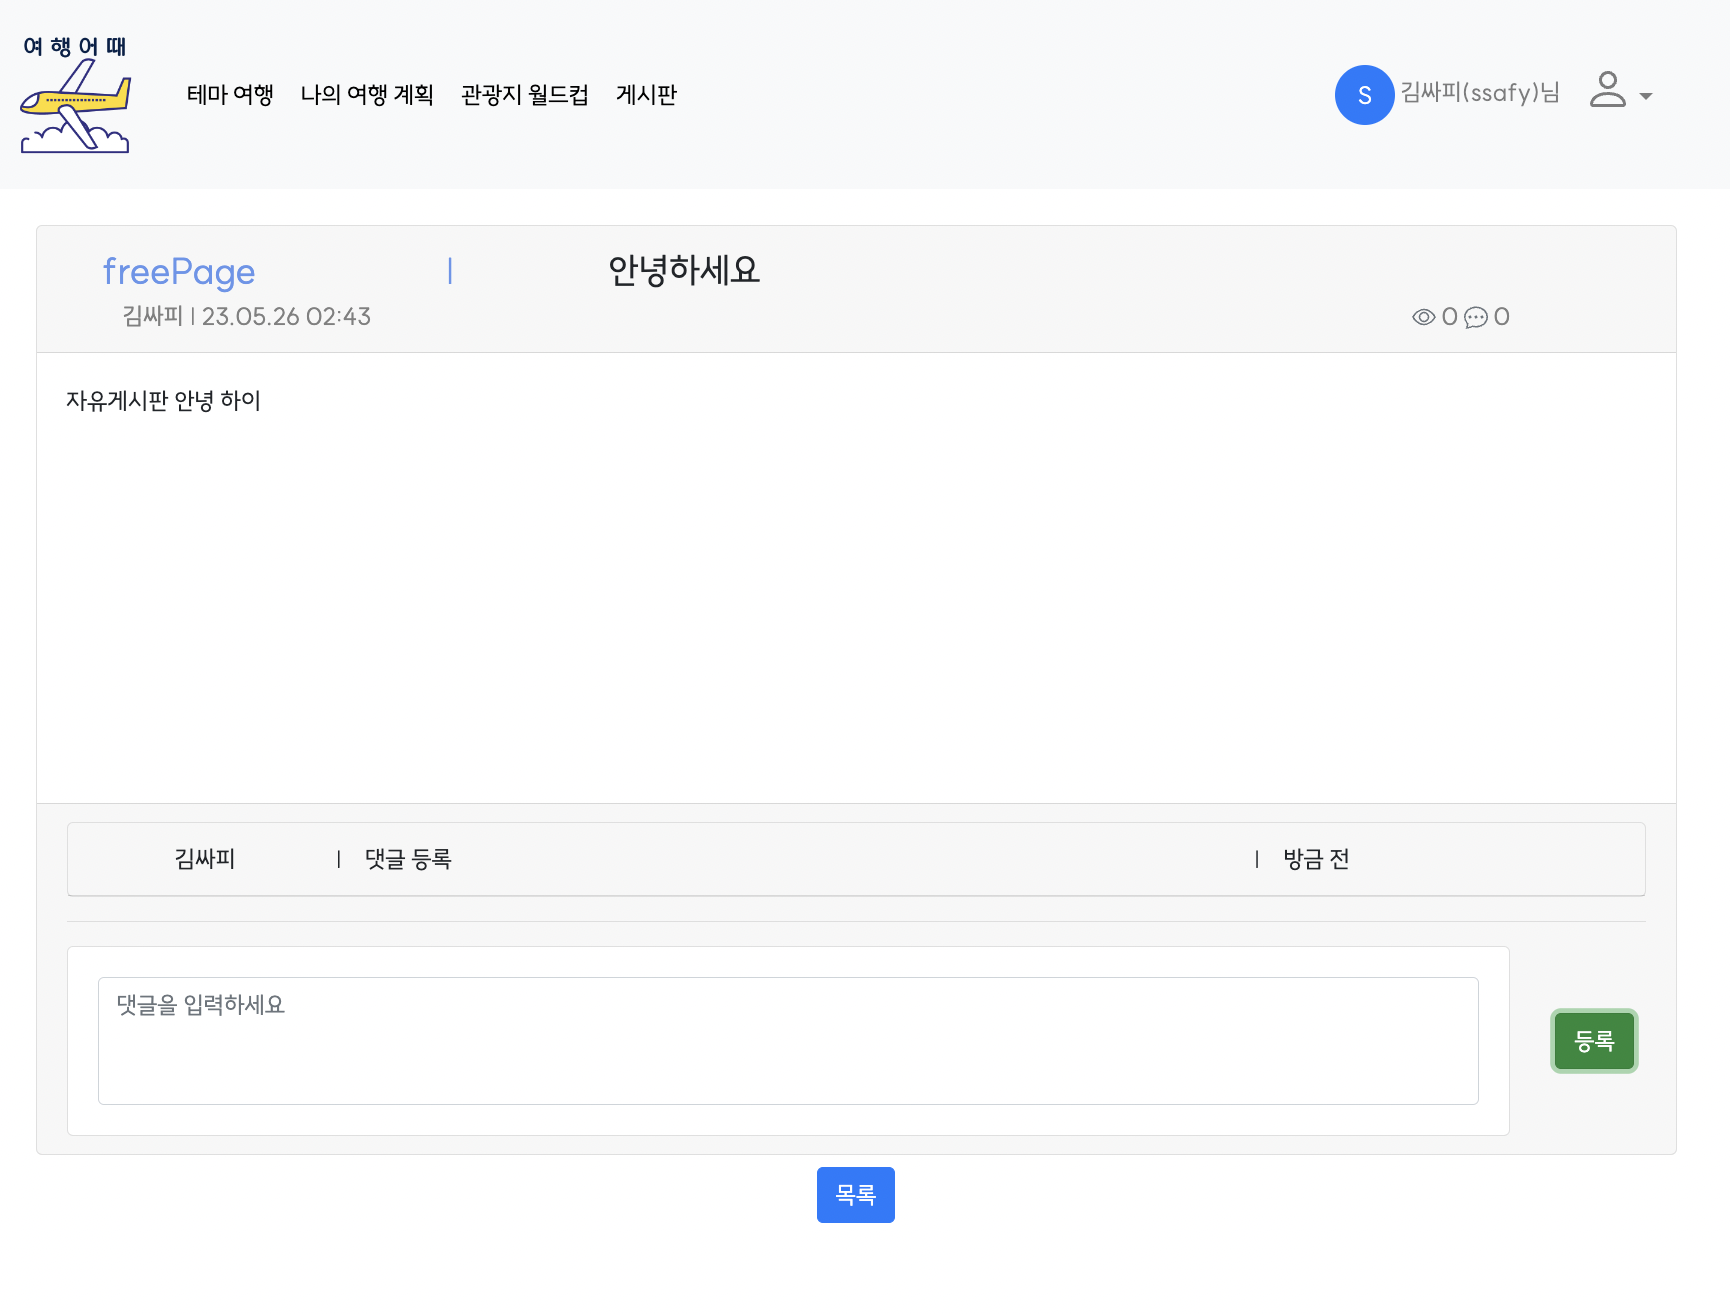 여행어때
테마 여행 나의 여행 계획 관광지 월드컵 게시판
S 김싸피(ssafy)님
freePage | 안녕하세요
김싸피 | 23.05.26 02:43 0 0
자유게시판 안녕 하이
김싸피 | 댓글 등록 | 방금 전
댓글을 입력하세요
등록
목록